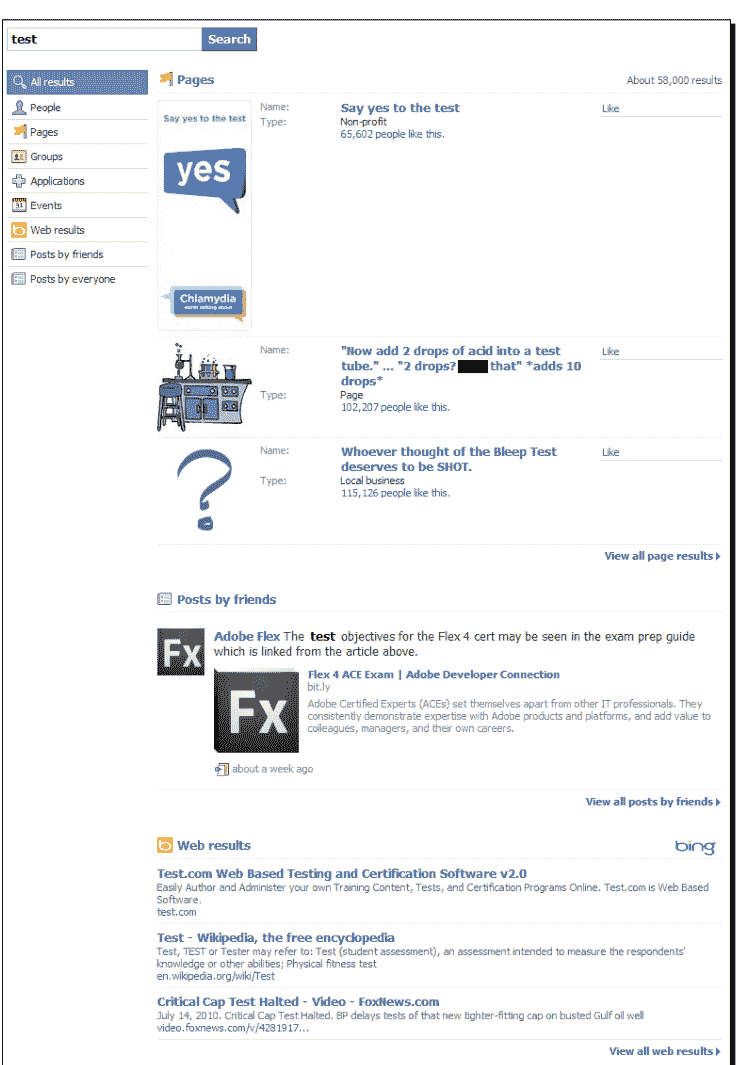 test
Search
All results
People
Pages
Groups
Applications
31 Events
Web results
Posts by friends
Posts by everyone
Pages
About 58,000 results
Say yes to the test
yes
Chlamydia
worth talking about
Name: Say yes to the test
Type: Non-profit
65,602 people like this.
Like
Name: "Now add 2 drops of acid into a test
tube." ... "2 drops? that" *adds 10
drops*
Type: Page
102,207 people like this.
Like
?
Name: Whoever thought of the Bleep Test
deserves to be SHOT.
Type: Local business
115,126 people like this.
Like
View all page results
Posts by friends
Fx
Adobe Flex The test objectives for the Flex 4 cert may be seen in the exam prep guide
which is linked from the article above.
Fx
Flex 4 ACE Exam | Adobe Developer Connection
bit.ly
Adobe Certified Experts (ACEs) set themselves apart from other IT professionals. They
consistently demonstrate expertise with Adobe products and platforms, and add value to
colleagues, managers, and their own careers.
about a week ago
View all posts by friends
Web results
bing
Test.com Web Based Testing and Certification Software v2.0
Easily Author and Administer your own Training Content, Tests, and Certification Programs Online. Test.com is Web Based
Software.
test.com
Test - Wikipedia, the free encyclopedia
Test, TEST or Tester may refer to: Test (student assessment), an assessment intended to measure the respondents'
knowledge or other abilities; Physical fitness test
en.wikipedia.org/wiki/Test
Critical Cap Test Halted - Video - FoxNews.com
July 14, 2010. Critical Cap Test Halted. BP delays tests of that new tighter-fitting cap on busted Gulf oil well
video.foxnews.com/v/4281917...
View all web results